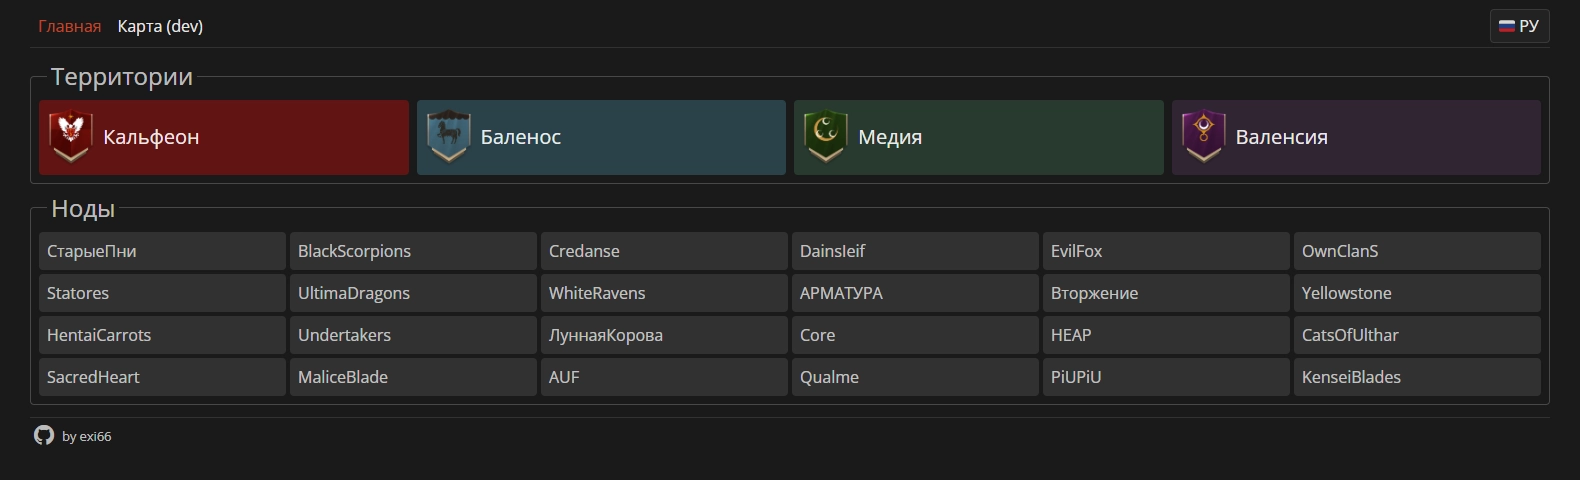 Главная Карта (dev) РУ
Территории
Кальфеон Баленос Медия Валенсия
Ноды
СтарыеПни BlackScorpions Credanse Dainsleif EvilFox OwnClanS
Statores UltimaDragons WhiteRavens АРМАТУРА Вторжение Yellowstone
HentaiCarrots Undertakers ЛуннаяКорова Core HEAP CatsOfUlthar
SacredHeart MaliceBlade AUF Qualme PiUPiU KenseiBlades
by exi66